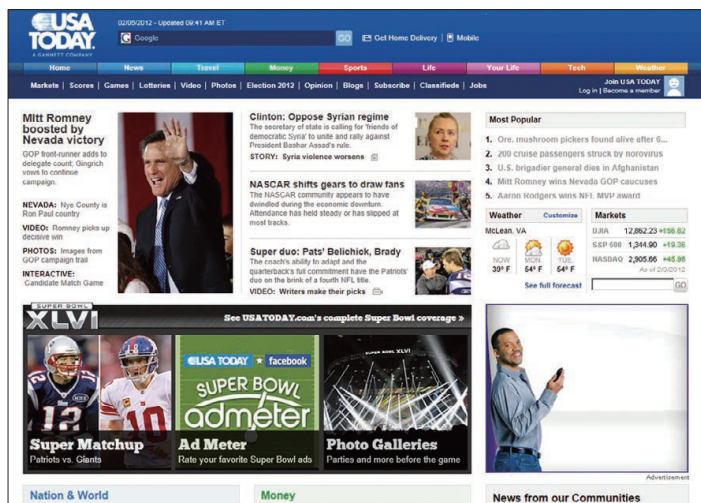 USA
TODAY.
A GANNETT COMPANY
02/05/2012 - Updated 09:41 AM ET
Google
GO
Get Home Delivery | Mobile
Home
News
Travel
Money
Sports
Life
Your Life
Tech
Weather
Markets | Scores | Games | Lotteries | Video | Photos | Election 2012 | Opinion | Blogs | Subscribe | Classifieds | Jobs
Join USA TODAY
Log in | Become a member
Mitt Romney
boosted by
Nevada victory
GOP front-runner adds to
delegate count; Gingrich
vows to continue
campaign.
NEVADA: Nye County is
Ron Paul country
VIDEO: Romney picks up
decisive win
PHOTOS: Images from
GOP campaign trail
INTERACTIVE:
Candidate Match Game
Clinton: Oppose Syrian regime
The secretary of state is calling for 'friends of
democratic Syria' to unite and rally against
President Bashar Assad's rule.
STORY: Syria violence worsens
NASCAR shifts gears to draw fans
The NASCAR community appears to have
dwindled during the economic downturn.
Attendance has held steady or has slipped at
most tracks.
Super duo: Pats' Belichick, Brady
The coach's ability to adapt and the
quarterback's full commitment have the Patriots'
duo on the brink of a fourth NFL title.
VIDEO: Writers make their picks
Most Popular
1. Ore. mushroom pickers found alive after 6...
2. 200 cruise passengers struck by norovirus
3. U.S. brigadier general dies in Afghanistan
4. Mitt Romney wins Nevada GOP caucuses
5. Aaron Rodgers wins NFL MVP award
Weather Customize
McLean, VA
NOW
39° F
MON.
54° F
TUE.
54° F
See full forecast
Markets
DJIA 12,862.23 +156.82
S&P 500 1,344.90 +19.36
NASDAQ 2,905.66 +45.98
As of 2/3/2012
GO
SUPER BOWL
XLVI
See USATODAY.com's complete Super Bowl coverage »
12
10
Super Matchup
Patriots vs. Giants
USA TODAY
facebook
SUPER BOWL
admeter
Ad Meter
Rate your favorite Super Bowl ads
SUPER BOWL XLVI
Photo Galleries
Parties and more before the game
Advertisement
Nation & World
Money
News from our Communities